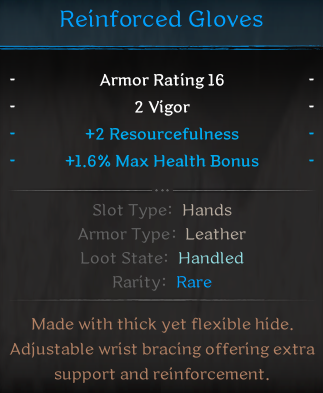 Reinforced Gloves
- Armor Rating 16 -
- 2 Vigor -
- +2 Resourcefulness -
- +1.6% Max Health Bonus -
Slot Type: Hands
Armor Type: Leather
Loot State: Handled
Rarity: Rare
Made with thick yet flexible hide.
Adjustable wrist bracing offering extra
support and reinforcement.